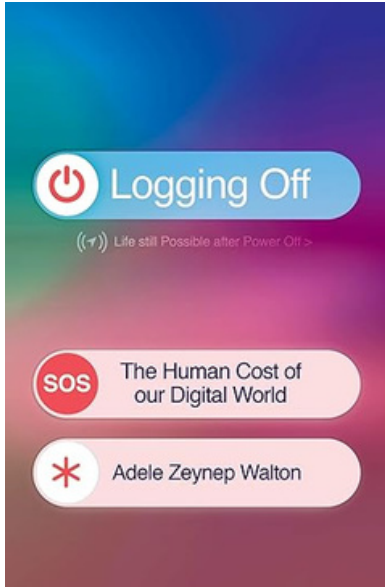 Logging Off
Life still Possible after Power Off >
SOS
The Human Cost of
our Digital World
Adele Zeynep Walton